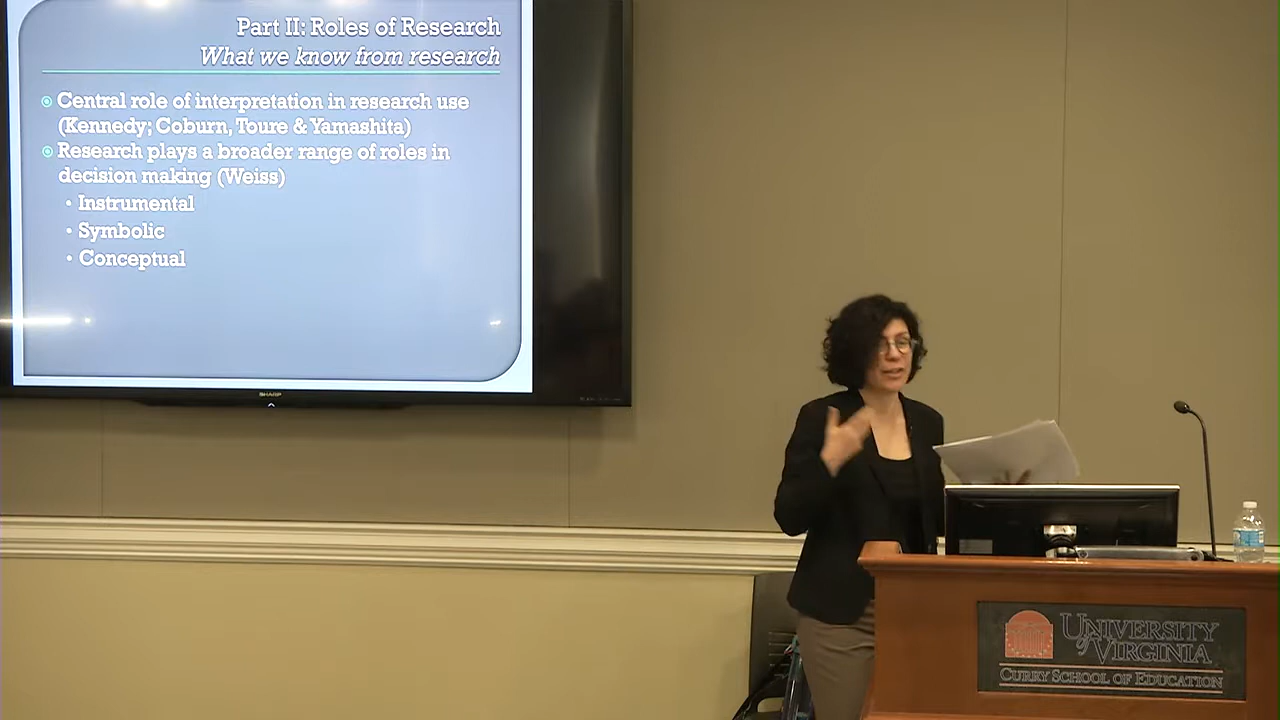 Part II: Roles of Research
What we know from research
Central role of interpretation in research use
(Kennedy; Coburn, Toure & Yamashita)
Research plays a broader range of roles in
decision making (Weiss)
• Instrumental
• Symbolic
• Conceptual
SHARP
UNIVERSITY
of VIRGINIA
CURRY SCHOOL OF EDUCATION